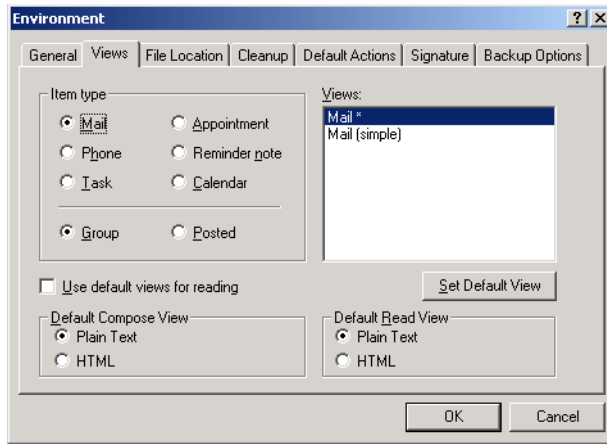 Environment
General Views File Location Cleanup Default Actions Signature Backup Options
Item type
Mail Appointment
Phone Reminder note
Task Calendar
Group Posted
Views:
Mail *
Mail (simple)
Use default views for reading
Set Default View
Default Compose View
Plain Text
HTML
Default Read View
Plain Text
HTML
OK Cancel